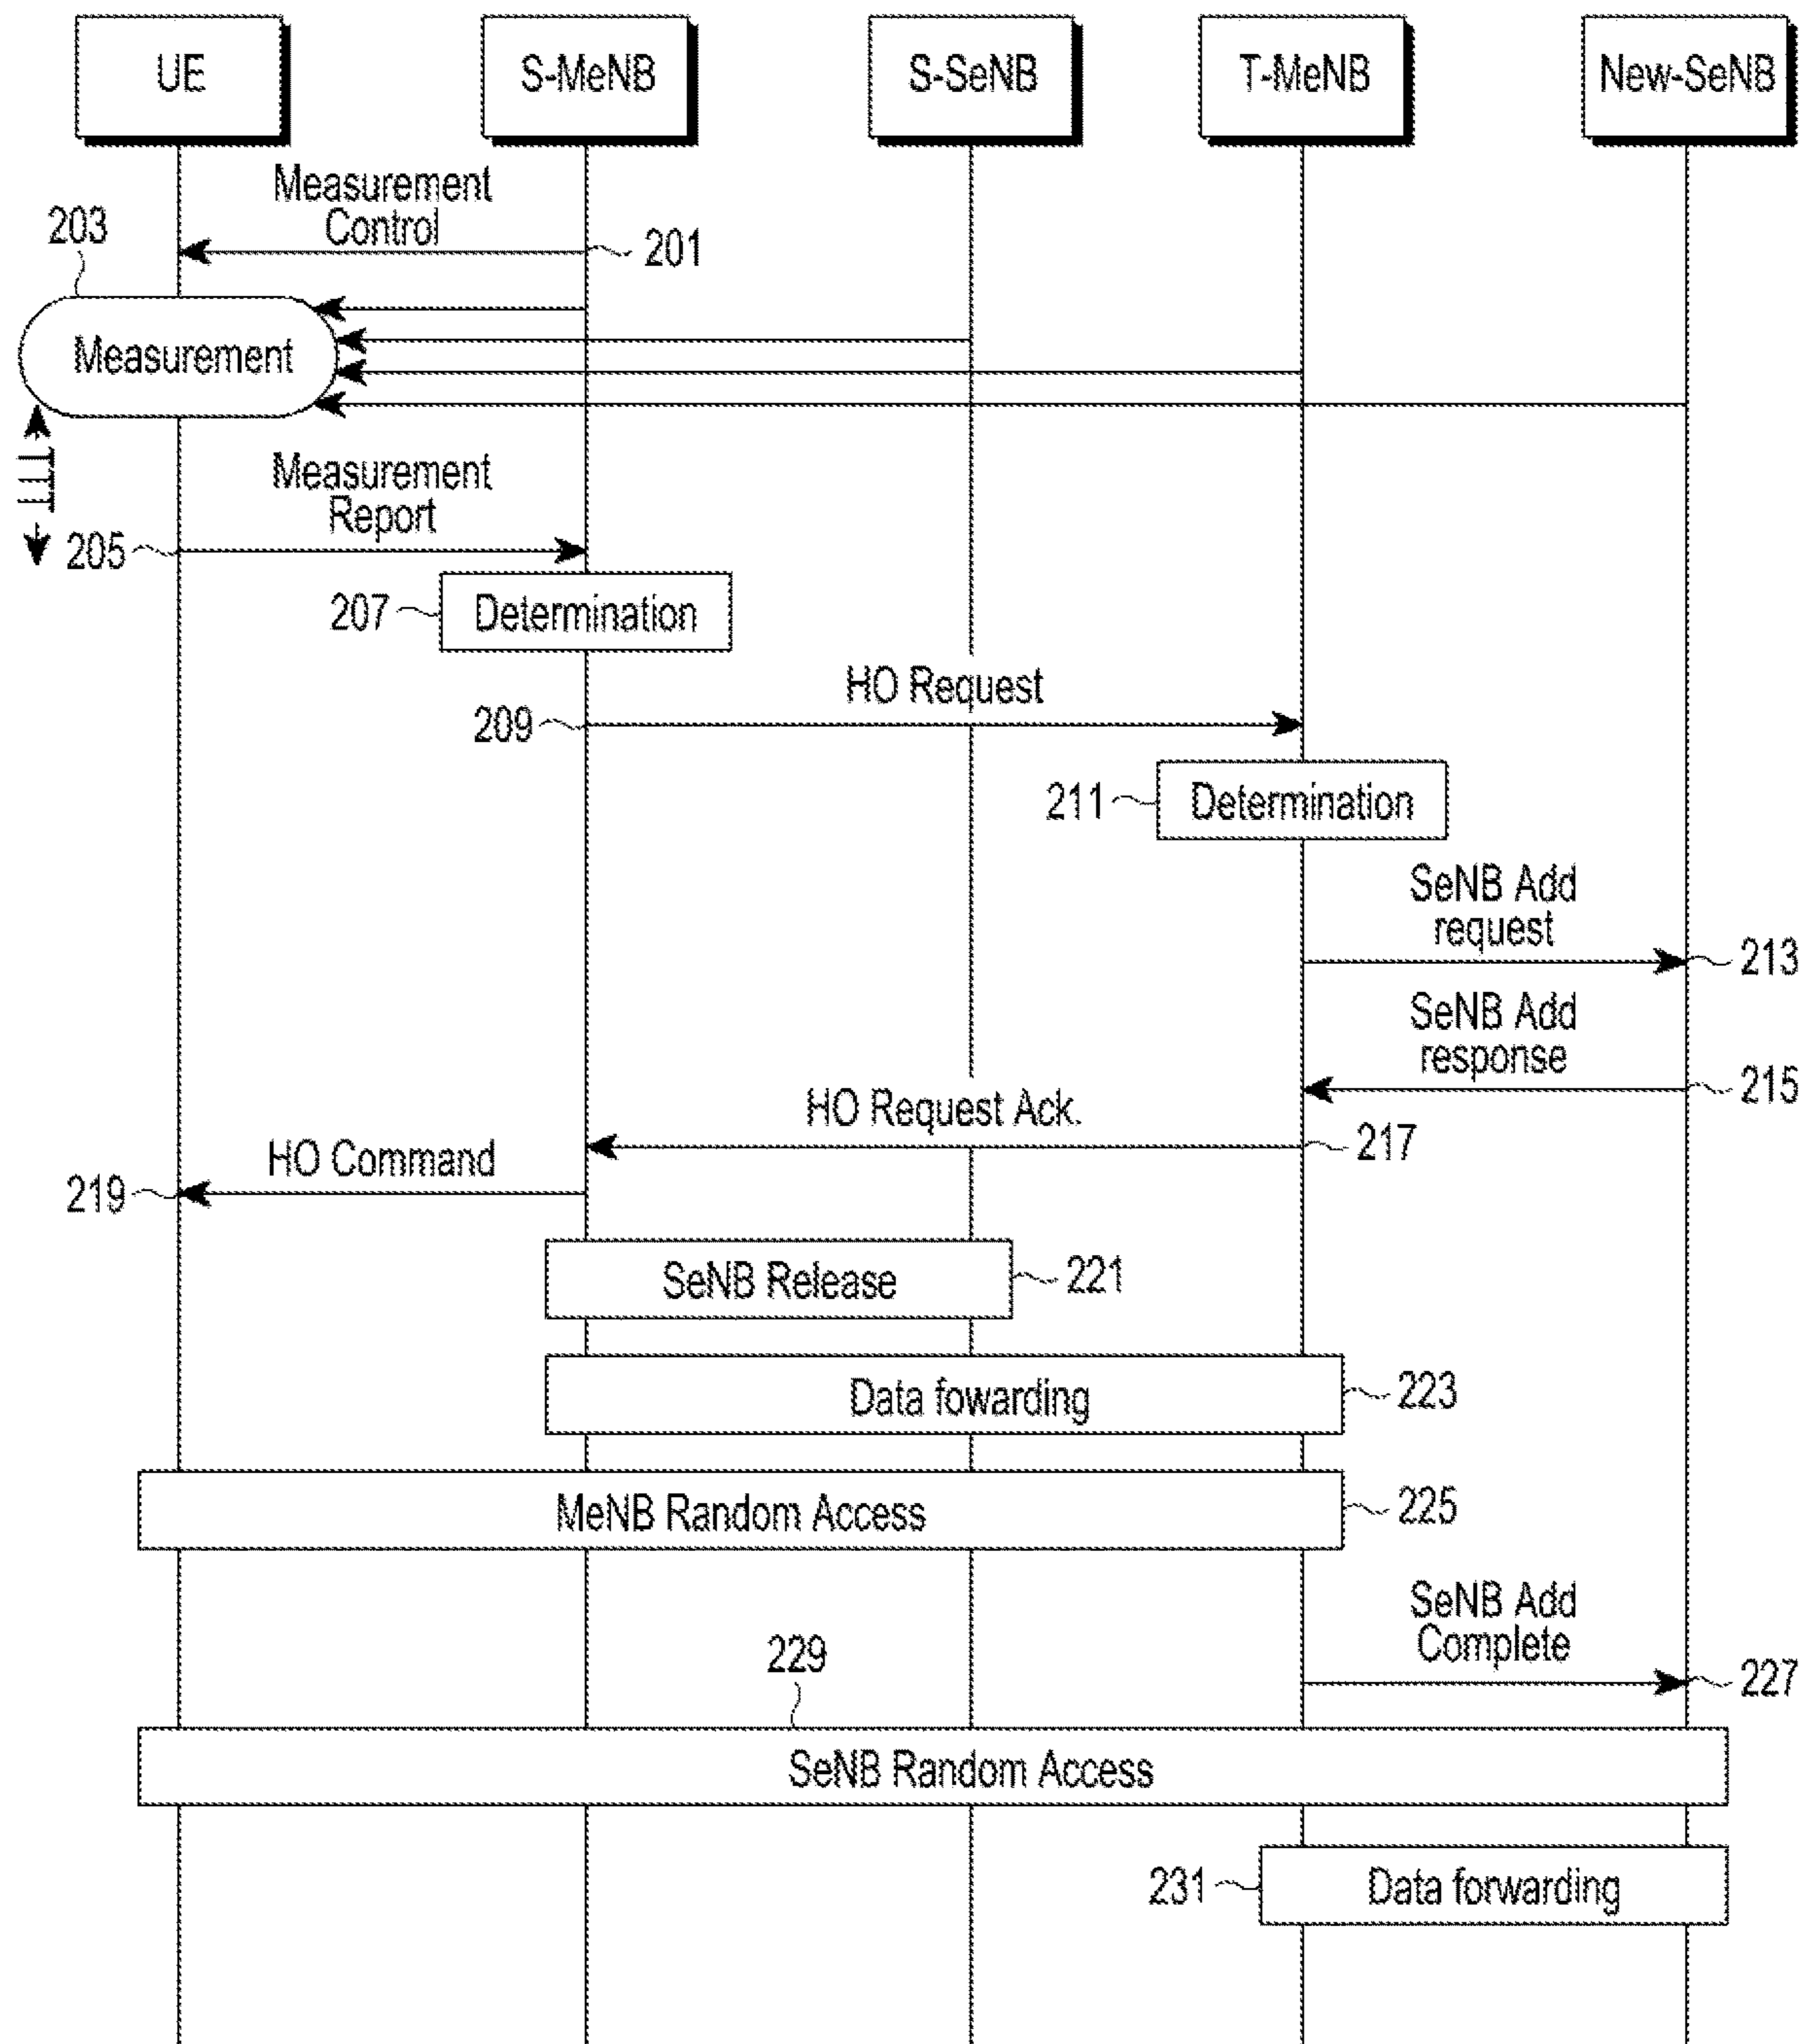 UE
S-MeNB
S-SeNB
T-MeNB
New-SeNB
Measurement
Control
203
201
Measurement
TTT
Measurement
Report
205
207
Determination
HO Request
209
211
Determination
SeNB Add
request
213
SeNB Add
response
215
HO Request Ack.
217
HO Command
219
SeNB Release
221
Data fowarding
223
MeNB Random Access
225
SeNB Add
Complete
227
229
SeNB Random Access
231
Data forwarding